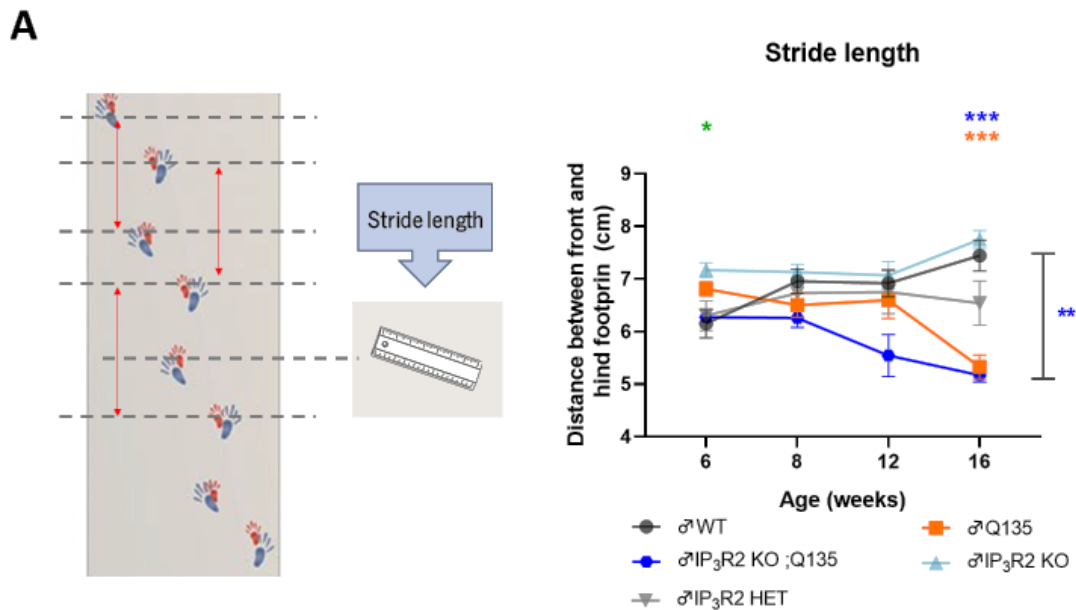 A
Stride length
Stride length
*
***
***
Distance between front and
hind footprin (cm)
9
8
7
6
5
4
**
6 8 12 16
Age (weeks)
♂WT
♂Q135
♂IP₃R2 KO ;Q135
♂IP₃R2 KO
♂IP₃R2 HET